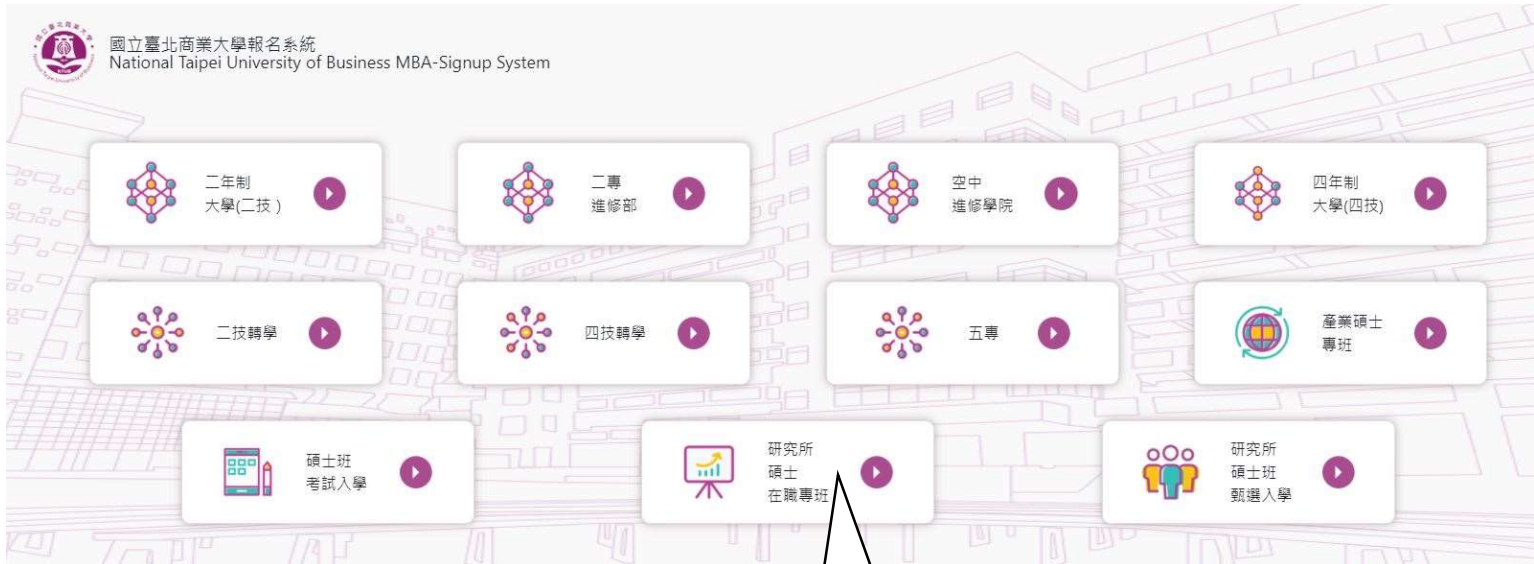 國立臺北商業大學報名系統
National Taipei University of Business MBA-Signup System
二年制
大學(二技)
二專
進修部
空中
進修學院
四年制
大學(四技)
二技轉學
四技轉學
五專
產業碩士
專班
碩士班
考試入學
研究所
碩士
在職專班
研究所
碩士班
甄選入學